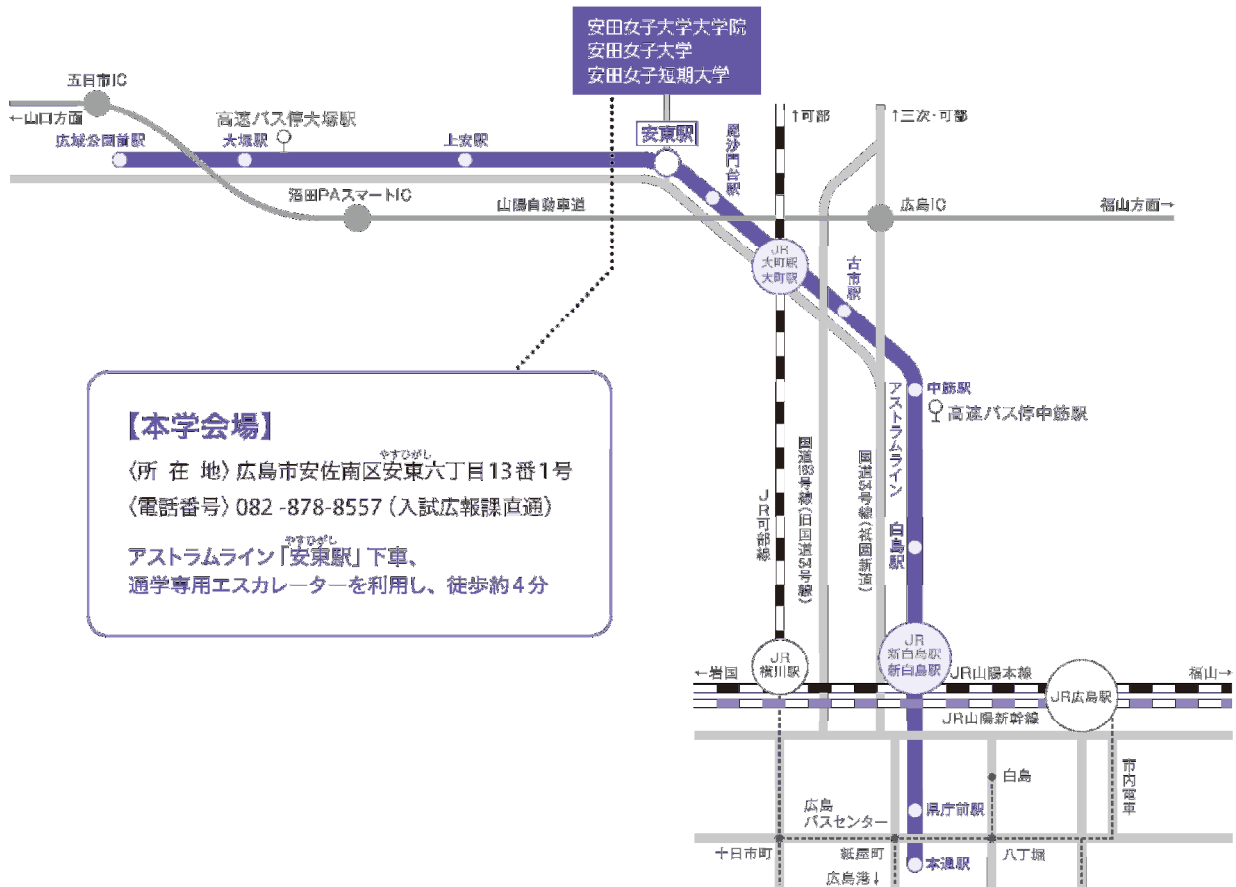 安田女子大学大学院
安田女子大学
安田女子短期大学
五日市IC
←山口方面
広域公園前駅
大塚駅
高速バス停大塚駅
上安駅
安東駅
毘沙門台駅
↑可部
↑三次・可部
沼田PAスマートIC
山陽自動車道
広島IC
福山方面→
JR
大町駅
大町駅
古市駅
中筋駅
高速バス停中筋駅
アストラムライン
【本学会場】
やすひがし
〈所 在 地〉広島市安佐南区安東六丁目13番1号
〈電話番号〉082-878-8557(入試広報課直通)
やすひがし
アストラムライン「安東駅」下車、
通学専用エスカレーターを利用し、徒歩約4分
JR可部線
国道183号線(旧国道54号線)
国道54号線(祇園新道)
白島駅
JR
横川駅
JR
新白島駅
新白島駅
←岩国
JR山陽本線
福山→
JR広島駅
JR山陽新幹線
白島
市内電車
広島
バスセンター
県庁前駅
十日市町
紙屋町
八丁堀
本通駅
広島港↓